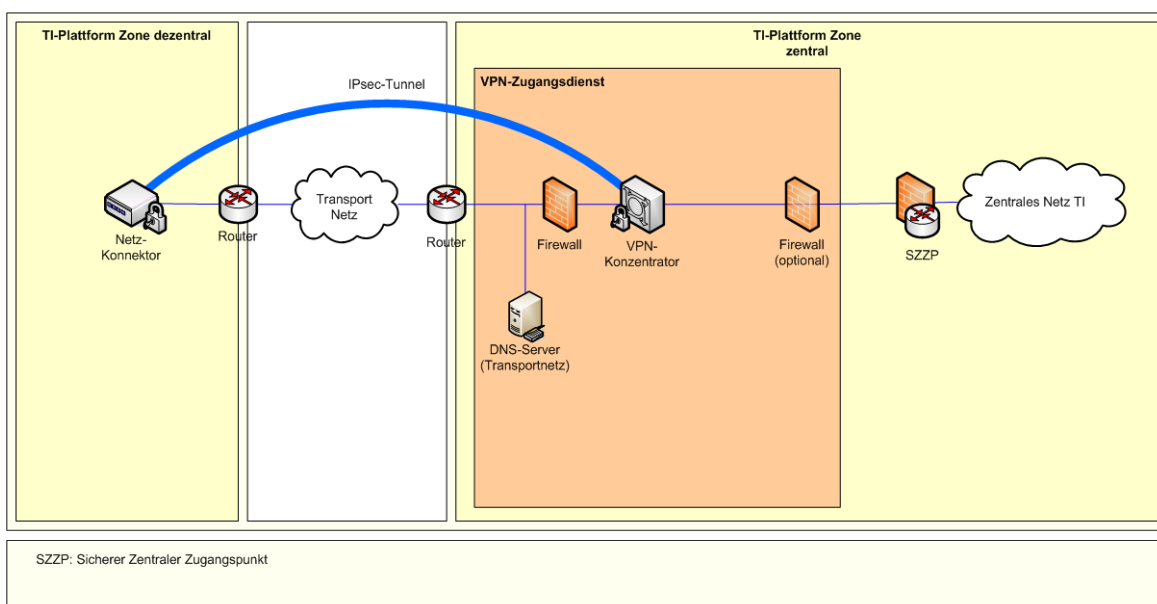 TI-Plattform Zone dezentral
TI-Plattform Zone
zentral
IPsec-Tunnel
VPN-Zugangsdienst
Transport
Netz
Zentrales Netz TI
Netz-
Konnektor
Router
Router
Firewall
VPN-
Konzentrator
Firewall
(optional)
SZZP
DNS-Server
(Transportnetz)
SZZP: Sicherer Zentraler Zugangspunkt